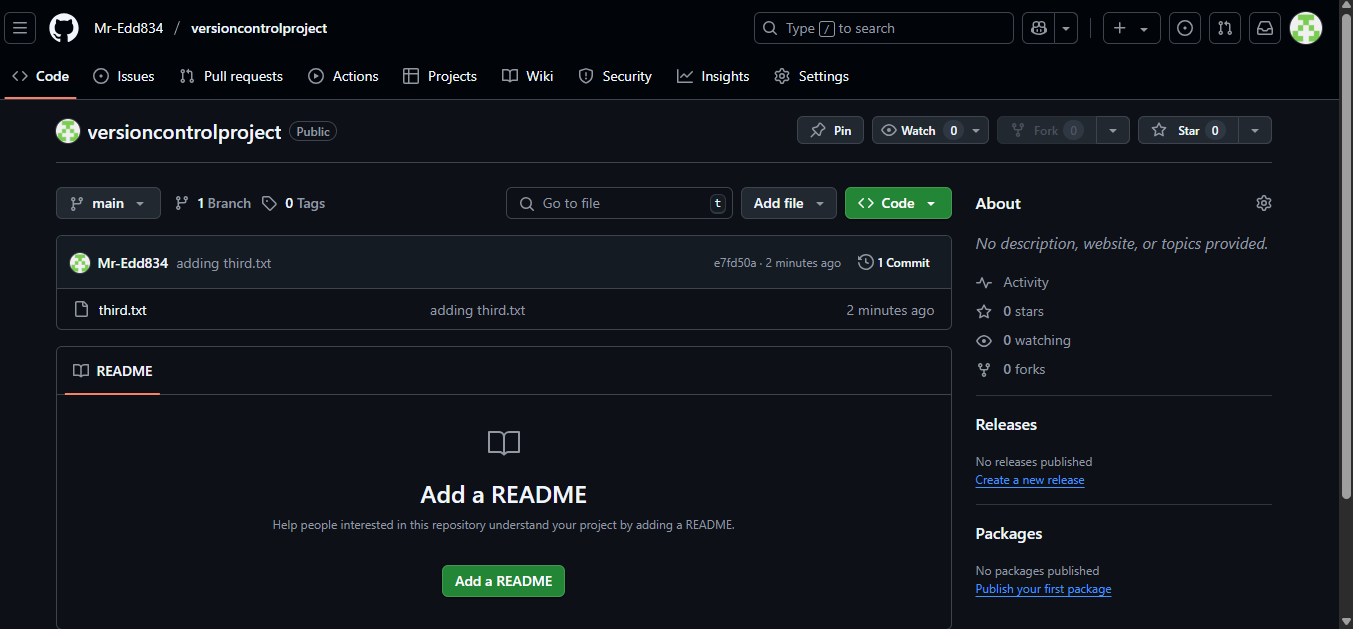 Mr-Edd834 / versioncontrolproject
Type / to search
Code Issues Pull requests Actions Projects Wiki Security Insights Settings
versioncontrolproject Public
Pin Watch 0 Fork 0 Star 0
main 1 Branch 0 Tags Go to file t Add file Code
Mr-Edd834 adding third.txt e7fd50a · 2 minutes ago 1 Commit
third.txt adding third.txt 2 minutes ago
README
Add a README
Help people interested in this repository understand your project by adding a README.
Add a README
About
No description, website, or topics provided.
Activity
0 stars
0 watching
0 forks
Releases
No releases published
Create a new release
Packages
No packages published
Publish your first package